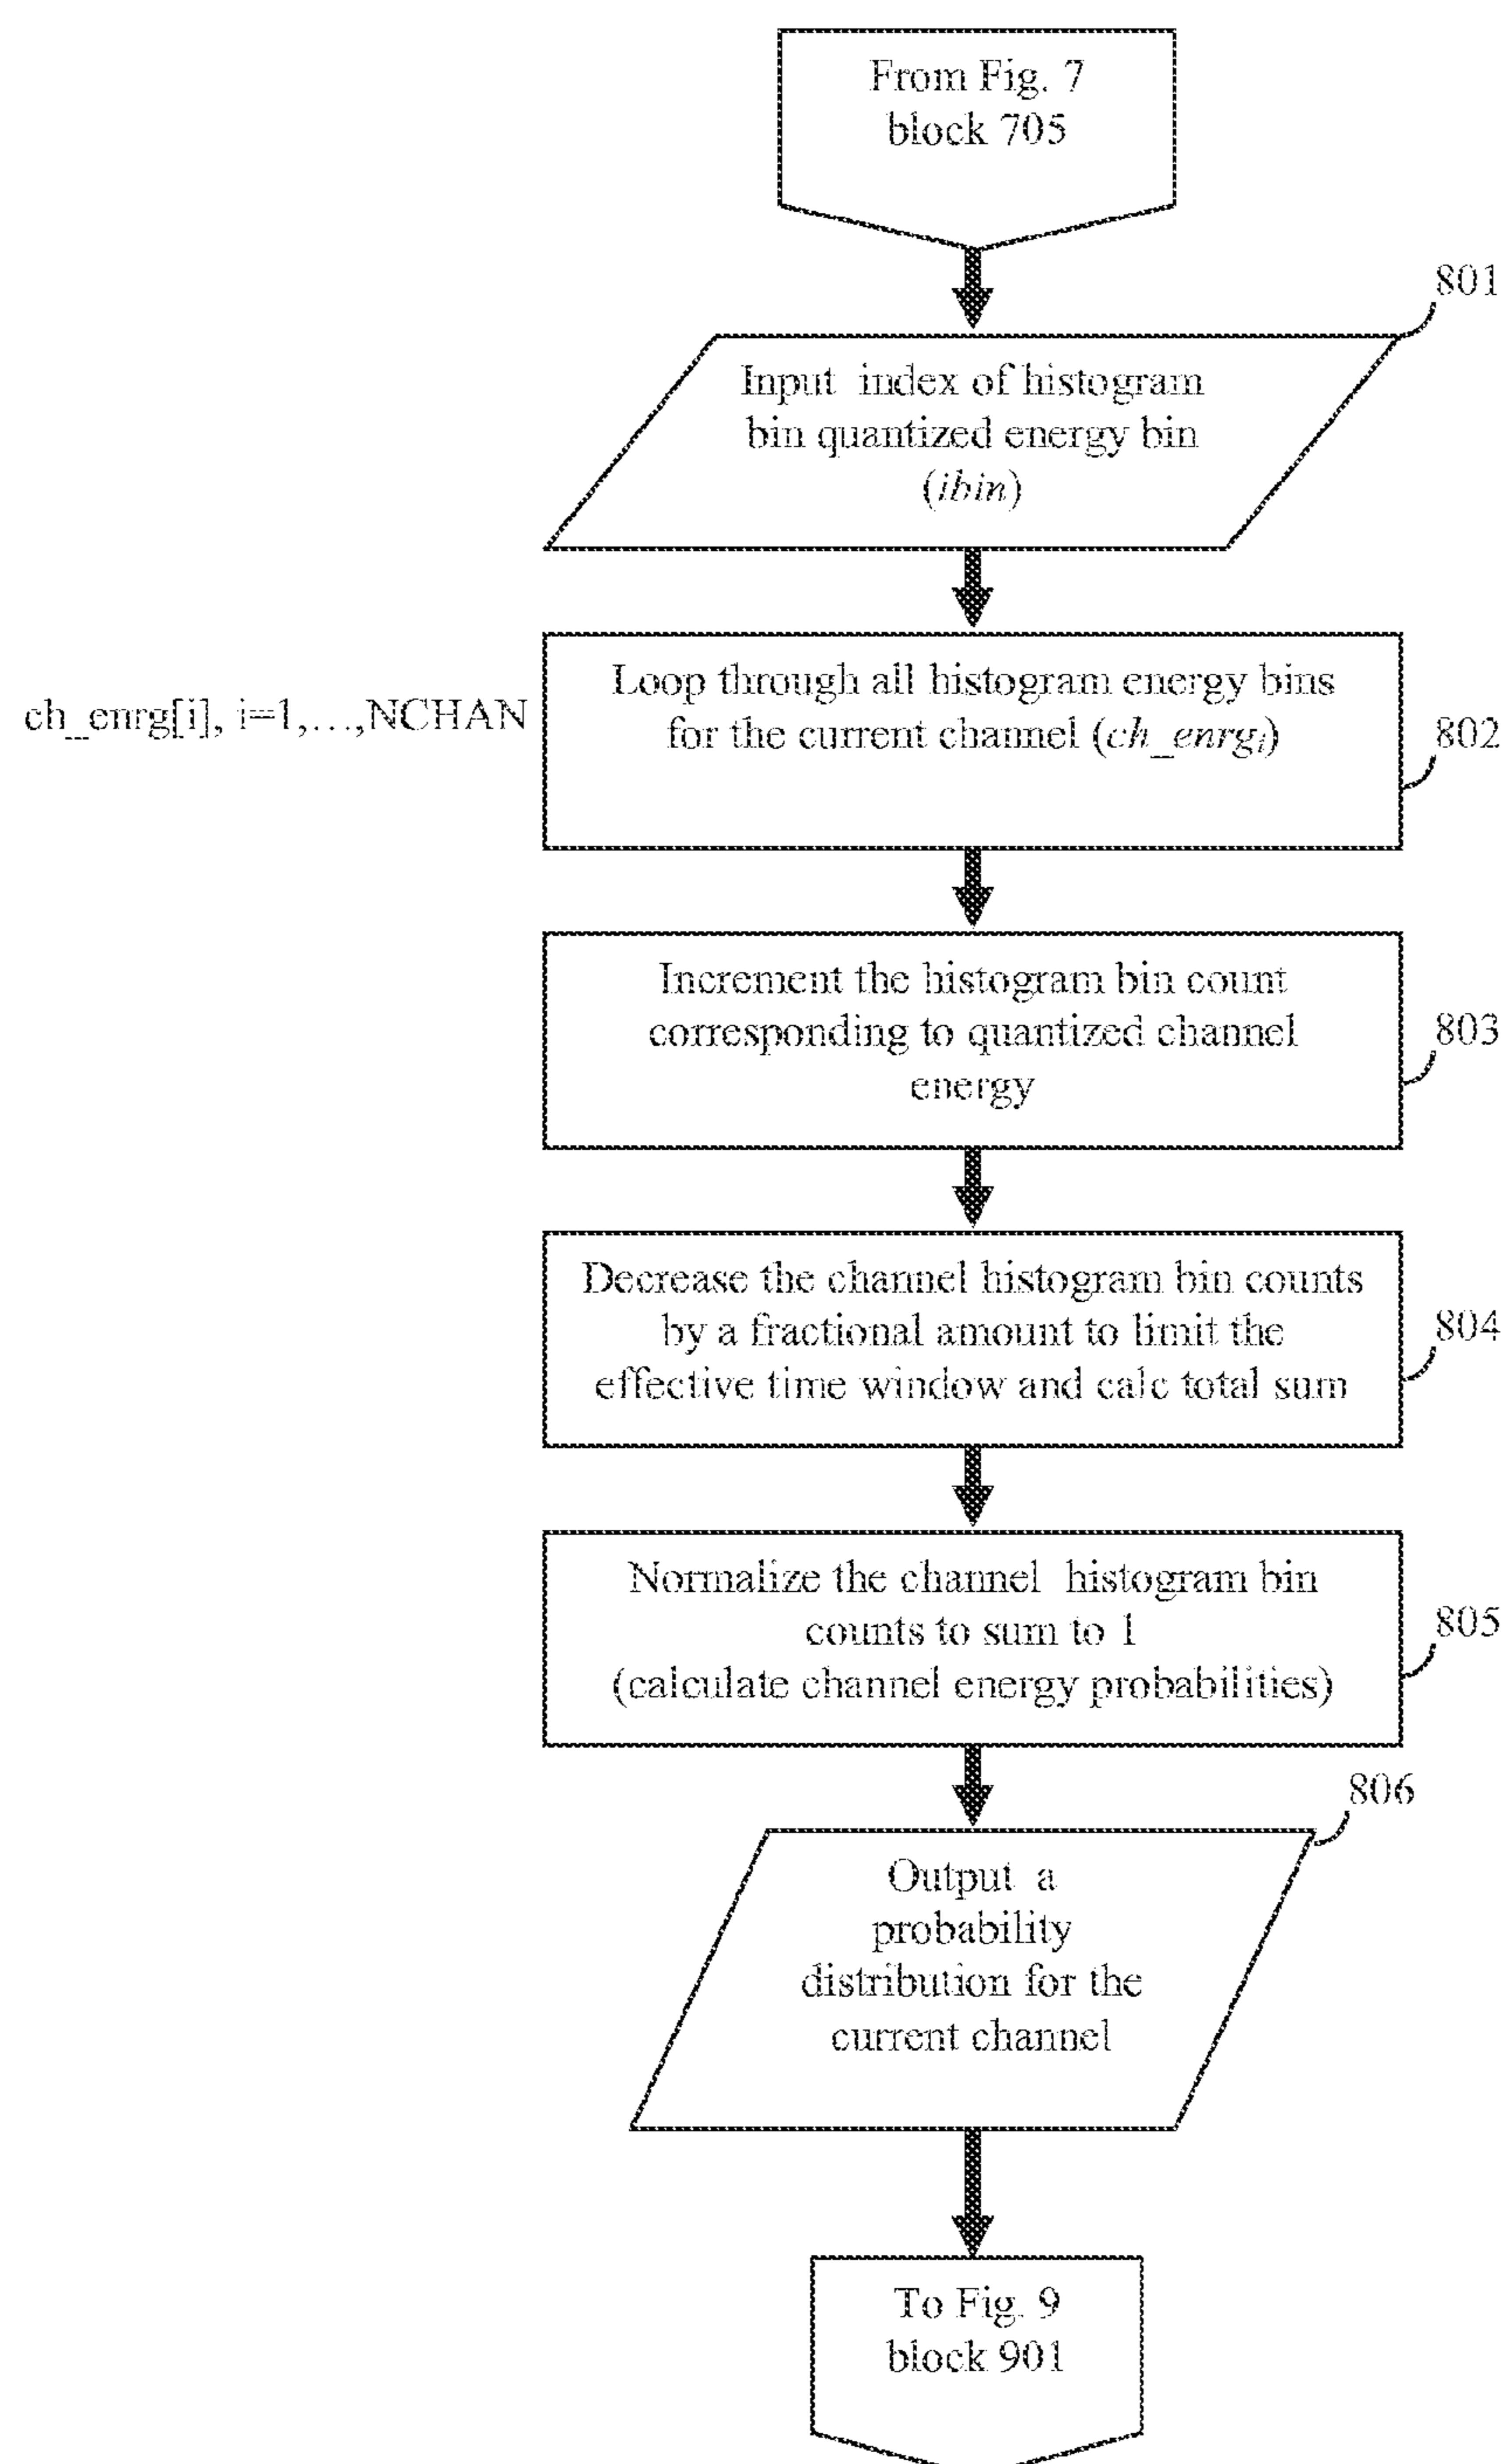 From Fig. 7
block 705
801
Input index of histogram
bin quantized energy bin
(ibin)
ch_enrg[i], i=1,...,NCHAN
Loop through all histogram energy bins
for the current channel (ch_enrgᵢ)
802
Increment the histogram bin count
corresponding to quantized channel
energy
803
Decrease the channel histogram bin counts
by a fractional amount to limit the
effective time window and calc total sum
804
Normalize the channel histogram bin
counts to sum to 1
(calculate channel energy probabilities)
805
806
Output a
probability
distribution for the
current channel
To Fig. 9
block 901